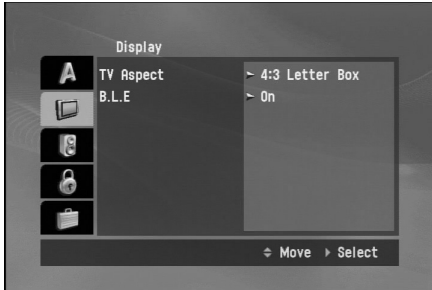 Display
A
TV Aspect ► 4:3 Letter Box
B.L.E ► On
Move Select